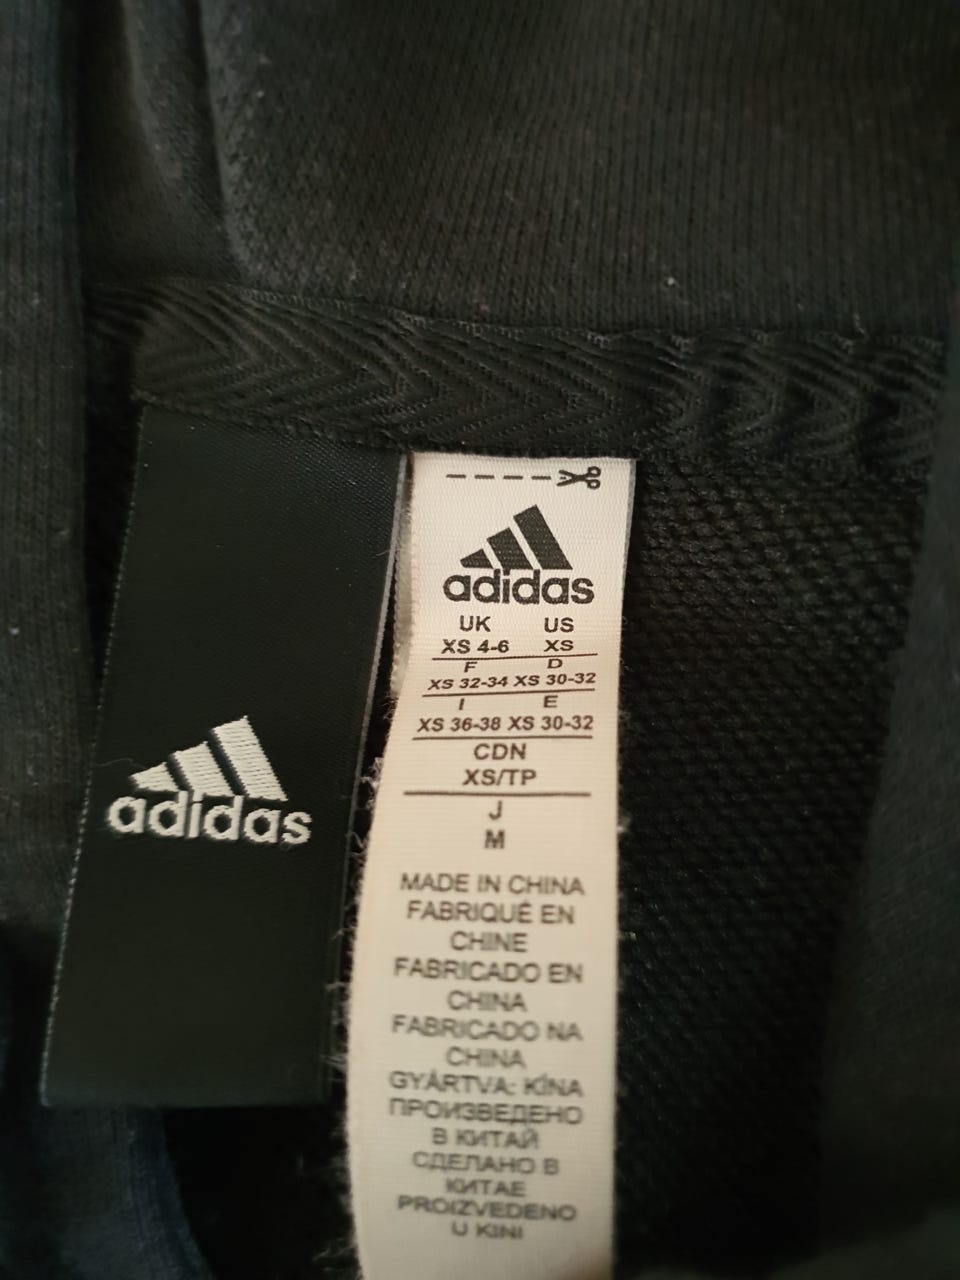 adidas
adidas
UK US
XS 4-6 XS
F D
XS 32-34 XS 30-32
I E
XS 36-38 XS 30-32
CDN
XS/TP
J
M
MADE IN CHINA
FABRIQUÉ EN
CHINE
FABRICADO EN
CHINA
FABRICADO NA
CHINA
GYÁRTVA: KÍNA
ПРОИЗВЕДЕНО
В КИТАЙ
СДЕЛАНО В
КИТАЕ
PROIZVEDENO
U KINI